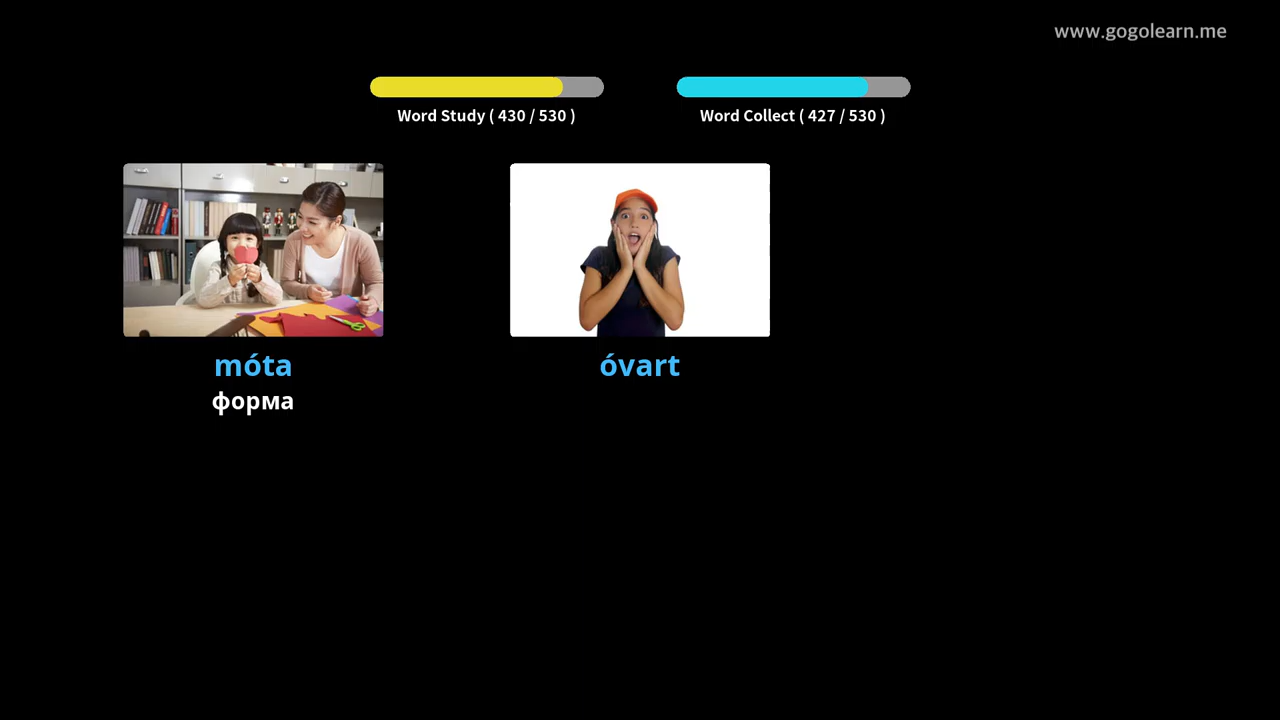 www.gogolearn.me
Word Study ( 430 / 530 )
Word Collect ( 427 / 530 )
móta
форма
óvart